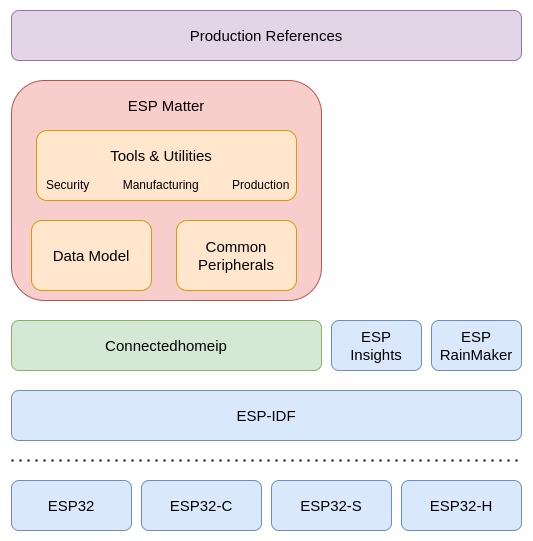 Production References
ESP Matter
Tools & Utilities
Security Manufacturing Production
Data Model
Common
Peripherals
Connectedhomeip
ESP
Insights
ESP
RainMaker
ESP-IDF
ESP32
ESP32-C
ESP32-S
ESP32-H